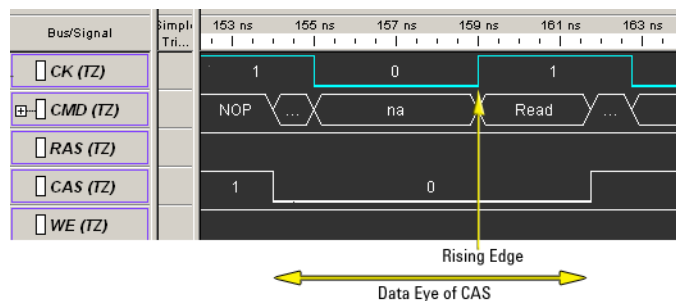 Bus/Signal
Simpl
Tri...
153 ns 155 ns 157 ns 159 ns 161 ns 163 ns
CK (TZ)
1 0 1
CMD (TZ)
NOP ... na Read ...
RAS (TZ)
CAS (TZ)
1 0
WE (TZ)
Rising Edge
Data Eye of CAS